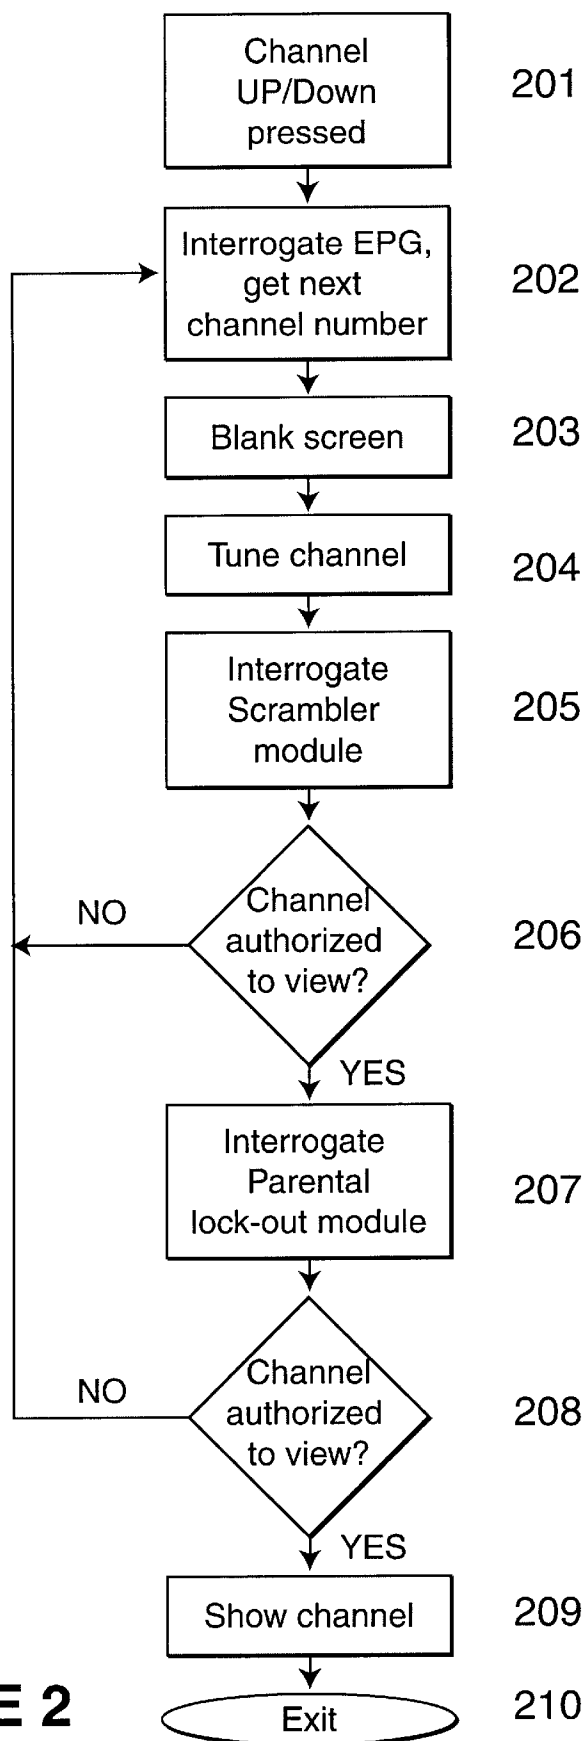 Channel
UP/Down
pressed
201
Interrogate EPG,
get next
channel number
202
Blank screen
203
Tune channel
204
Interrogate
Scrambler
module
205
Channel
authorized
to view?
206
NO
YES
Interrogate
Parental
lock-out module
207
Channel
authorized
to view?
208
NO
YES
Show channel
209
Exit
210
E 2